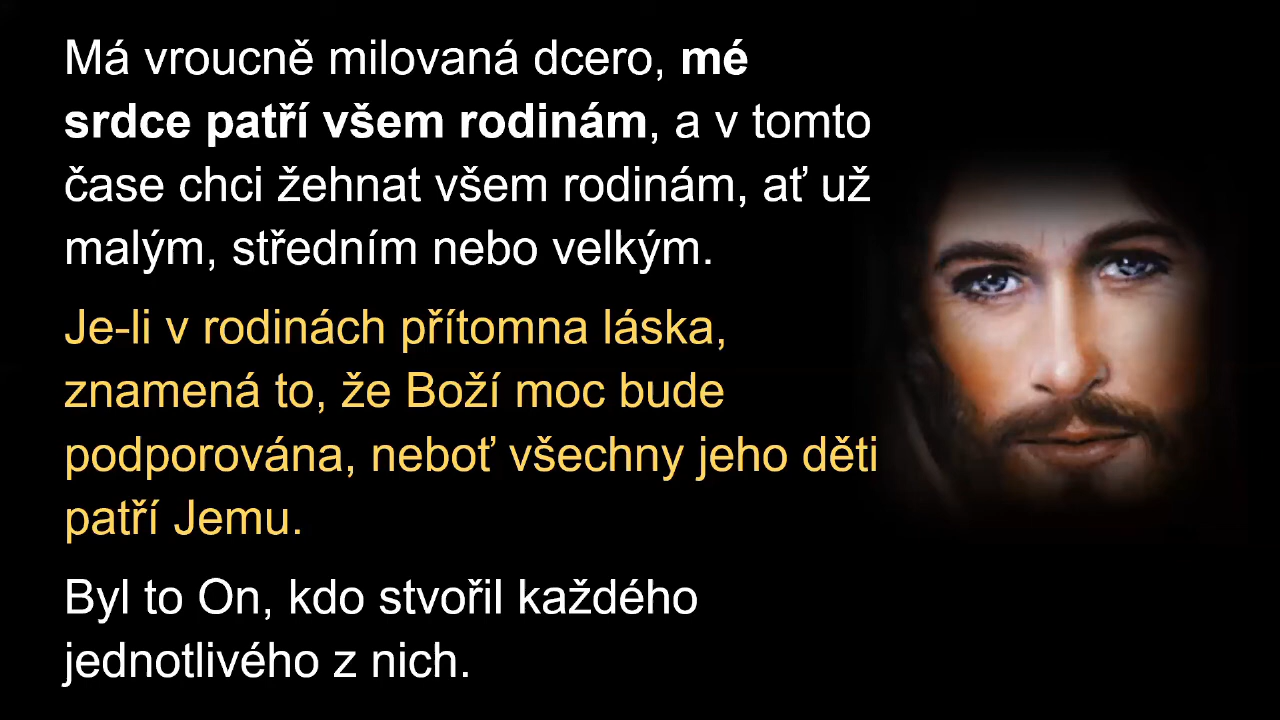 Má vroucně milovaná dcero, mé
srdce patří všem rodinám, a v tomto
čase chci žehnat všem rodinám, ať už
malým, středním nebo velkým.
Je-li v rodinách přítomna láska,
znamená to, že Boží moc bude
podporována, neboť všechny jeho děti
patří Jemu.
Byl to On, kdo stvořil každého
jednotlivého z nich.